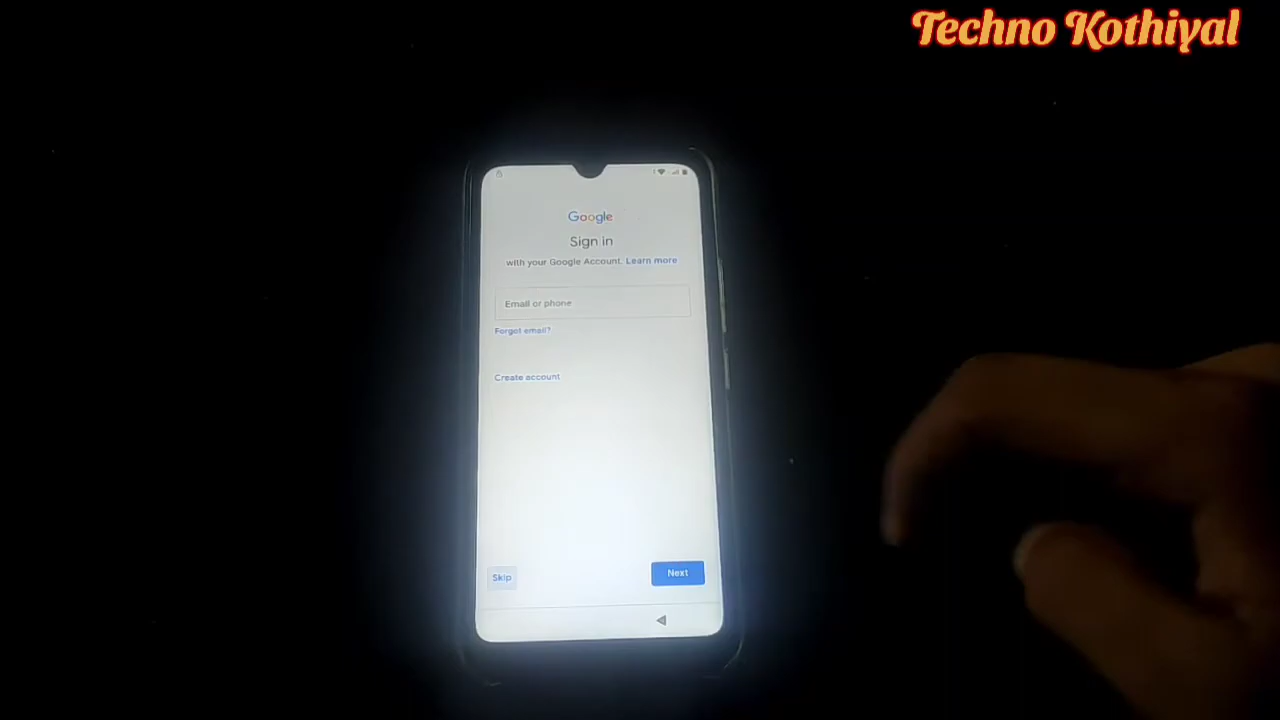 Techno Kothiyal
Google
Sign in
with your Google Account. Learn more
Email or phone
Forgot email?
Create account
Skip
Next